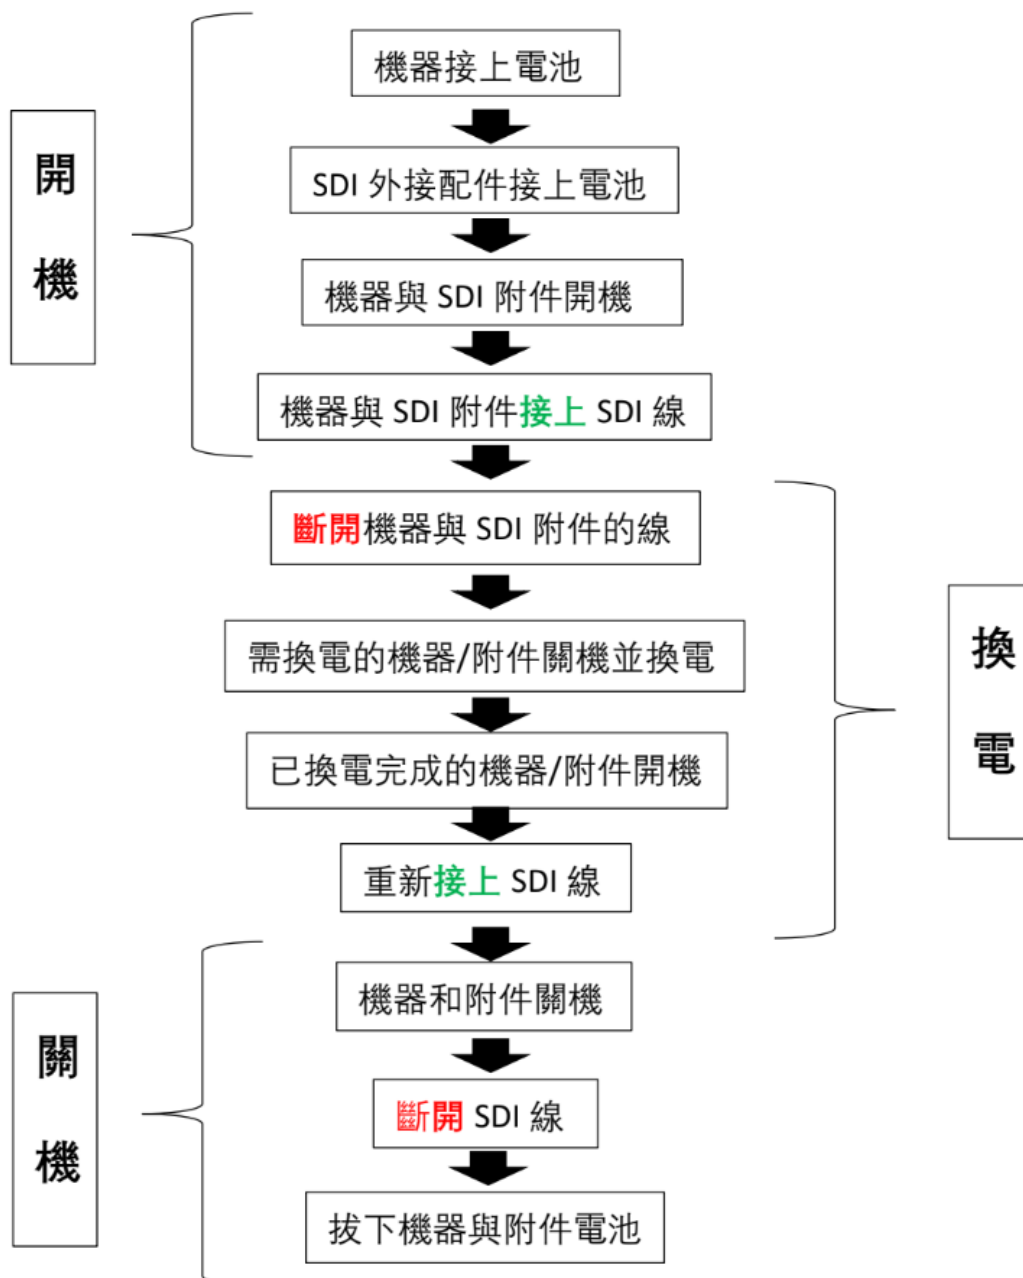 開機
機器接上電池
SDI 外接配件接上電池
機器與 SDI 附件開機
機器與 SDI 附件接上 SDI 線
換電
斷開機器與 SDI 附件的線
需換電的機器/附件關機並換電
已換電完成的機器/附件開機
重新接上 SDI 線
關機
機器和附件關機
斷開 SDI 線
拔下機器與附件電池